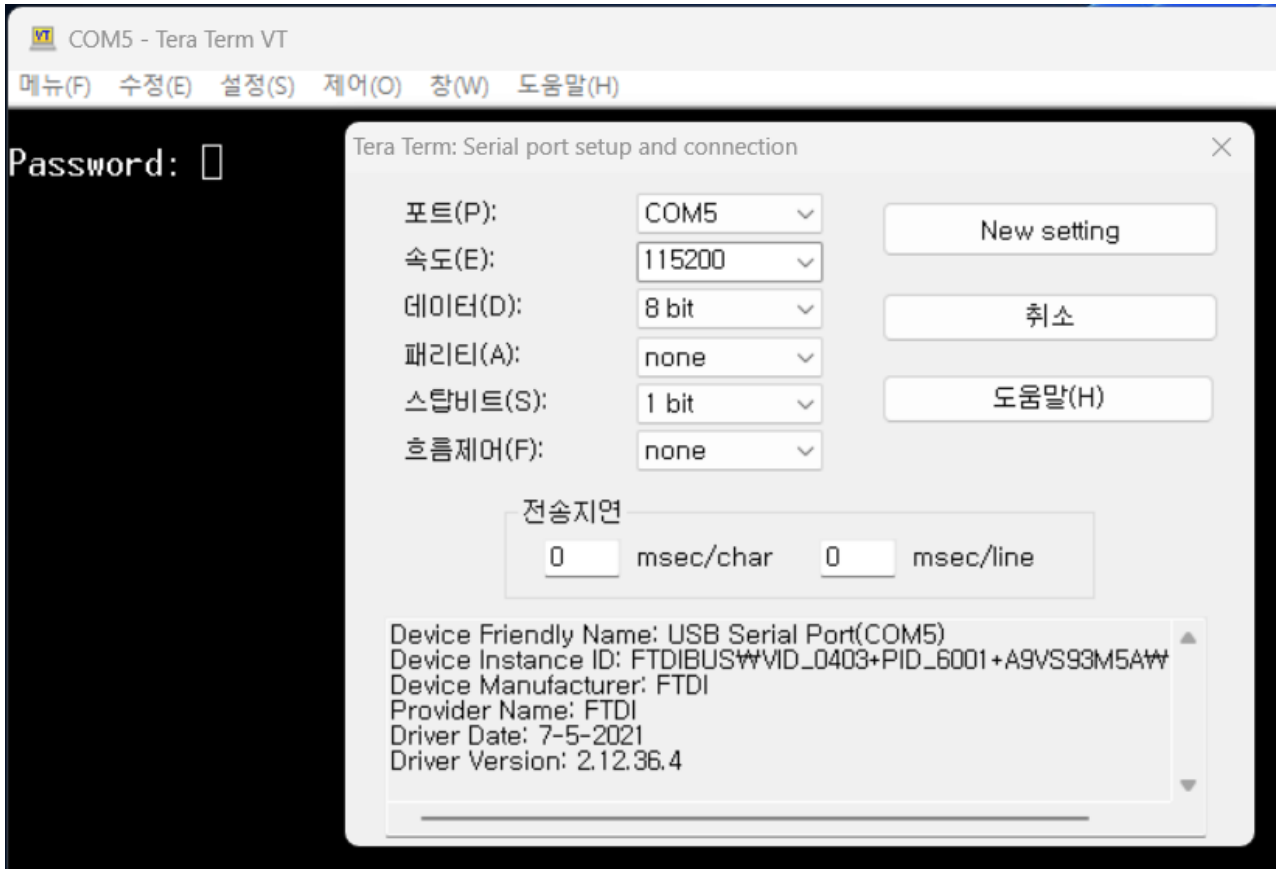 COM5 - Tera Term VT
메뉴(F) 수정(E) 설정(S) 제어(O) 창(W) 도움말(H)
Password:
Tera Term: Serial port setup and connection
포트(P): COM5 New setting
속도(E): 115200
데이터(D): 8 bit 취소
패리티(A): none
스탑비트(S): 1 bit 도움말(H)
흐름제어(F): none
전송지연
0 msec/char 0 msec/line
Device Friendly Name: USB Serial Port(COM5)
Device Instance ID: FTDIBUS₩VID_0403+PID_6001+A9VS93M5A₩
Device Manufacturer: FTDI
Provider Name: FTDI
Driver Date: 7-5-2021
Driver Version: 2.12.36.4